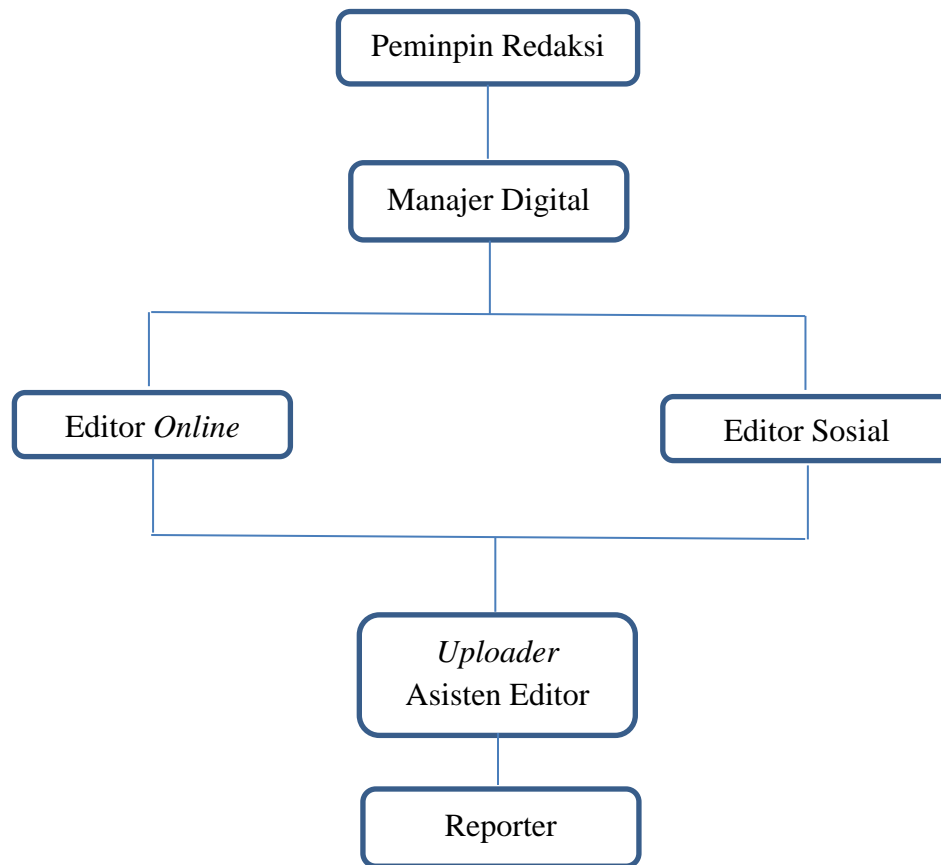 Peminpin Redaksi
Manajer Digital
Editor Online
Editor Sosial
Uploader
Asisten Editor
Reporter